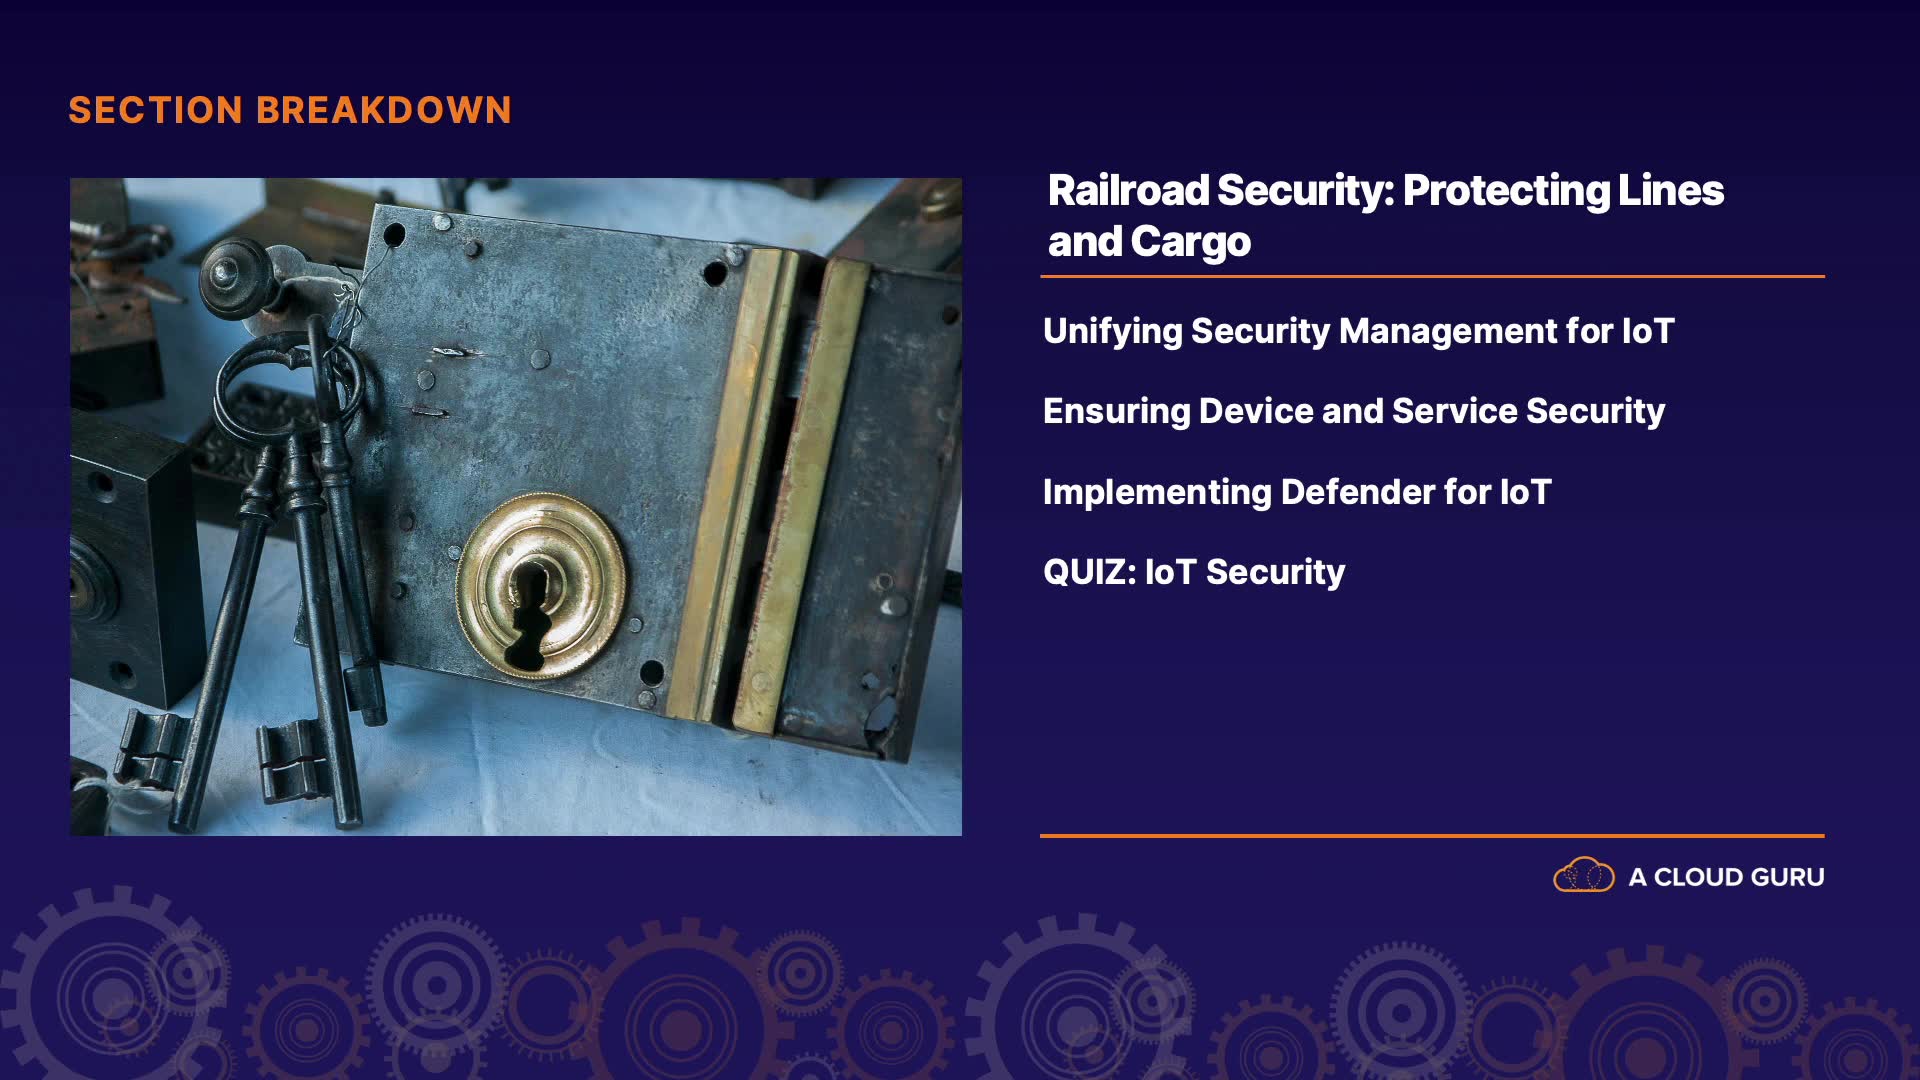 SECTION BREAKDOWN
Railroad Security: Protecting Lines
and Cargo
Unifying Security Management for IoT
Ensuring Device and Service Security
Implementing Defender for IoT
QUIZ: IoT Security
A CLOUD GURU